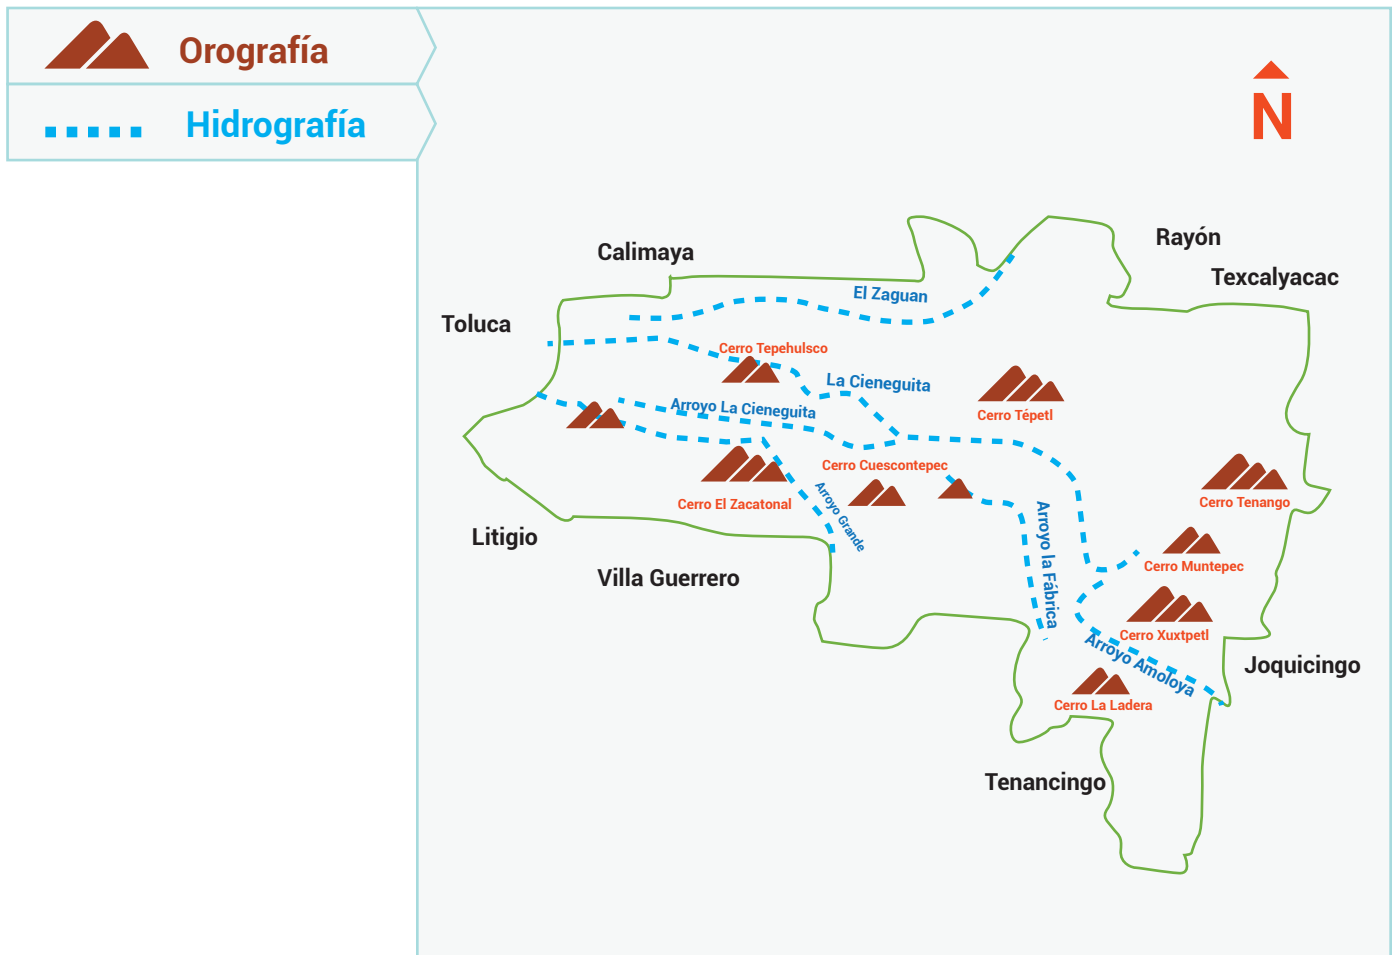 Orografía
Hidrografía
N
Rayón
Calimaya
Texcalyacac
El Zaguan
Toluca
Cerro Tepehulsco
La Cieneguita
Arroyo La Cieneguita
Cerro Tépetl
Cerro Cuescontepec
Cerro El Zacatonal
Arroyo Grande
Cerro Tenango
Arroyo la Fábrica
Litigio
Villa Guerrero
Cerro Muntepec
Cerro Xuxtpetl
Arroyo Amoloya
Joquicingo
Cerro La Ladera
Tenancingo